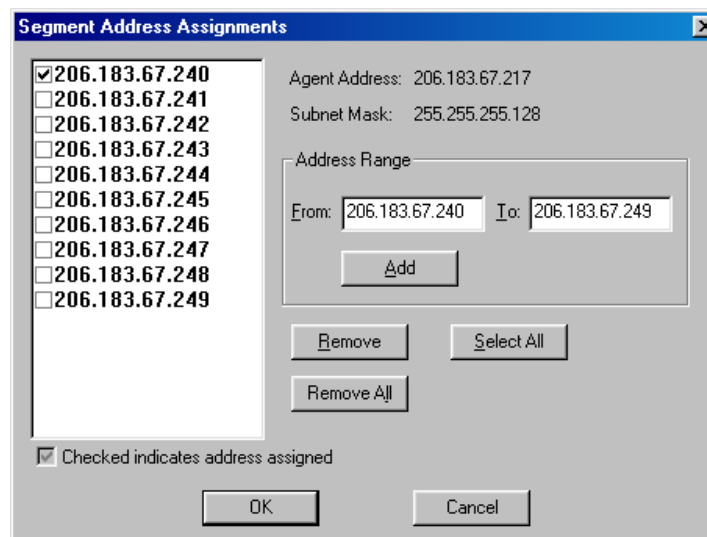 Segment Address Assignments
206.183.67.240
206.183.67.241
206.183.67.242
206.183.67.243
206.183.67.244
206.183.67.245
206.183.67.246
206.183.67.247
206.183.67.248
206.183.67.249
Agent Address: 206.183.67.217
Subnet Mask: 255.255.255.128
Address Range
From: 206.183.67.240 To: 206.183.67.249
Add
Remove Select All
Remove All
Checked indicates address assigned
OK Cancel